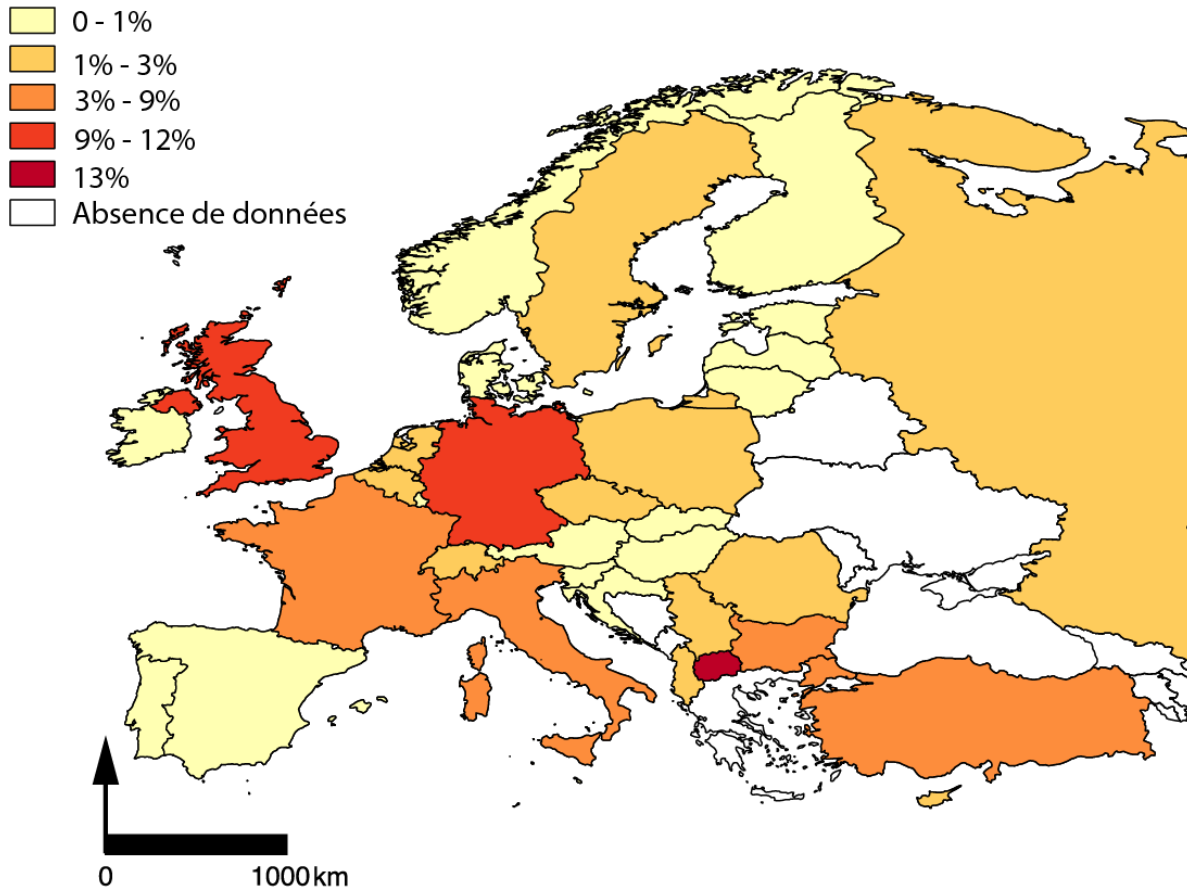 0 - 1%
1% - 3%
3% - 9%
9% - 12%
13%
Absence de données
0 1000 km